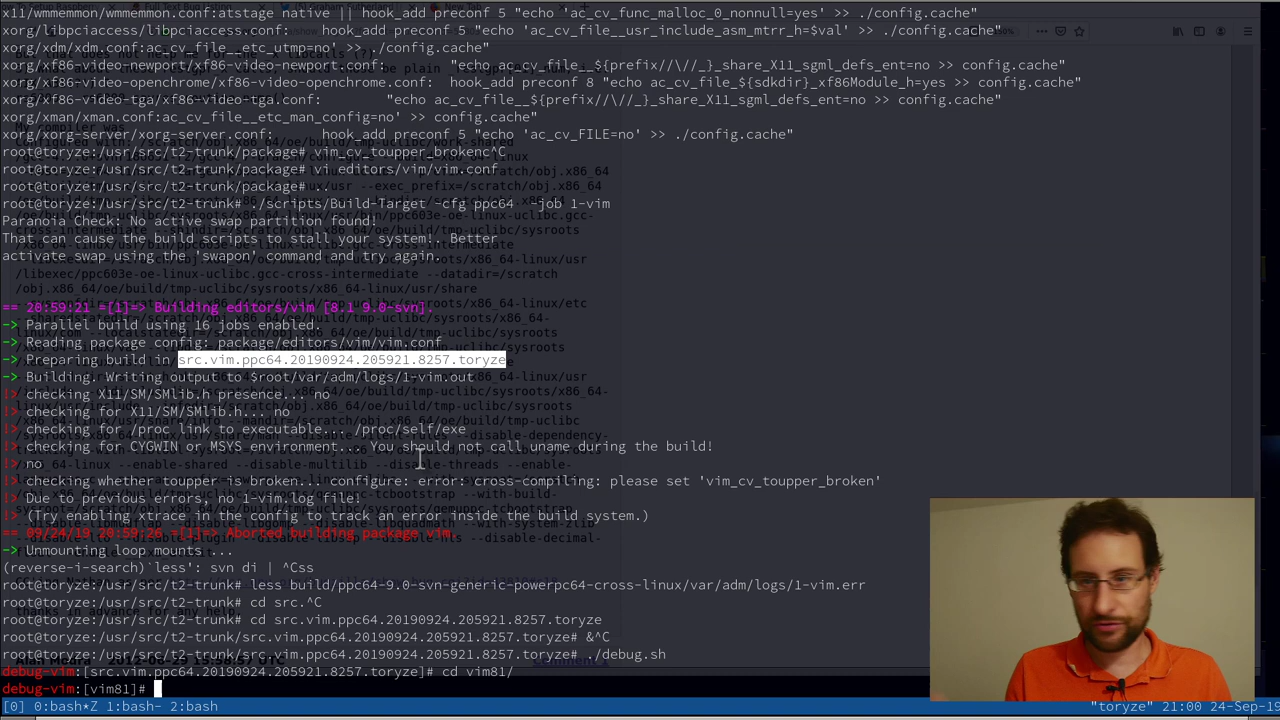 x11/wmmemmon/wmmemmon.conf:atstage native || hook_add preconf 5 "echo 'ac_cv_func_malloc_0_nonnull=yes' >> ./config.cache"
xorg/libpciaccess/libpciaccess.conf: hook_add preconf 5 "echo 'ac_cv_file__usr_include_asm_mtrr_h=$val' >> ./config.cache"
xorg/xdm/xdm.conf:ac_cv_file__etc_utmp=no' >> ./config.cache"
xorg/xf86-video-newport/xf86-video-newport.conf: "echo ac_cv_file__${prefix//\//_}_share_X11_sgml_defs_ent=no >> config.cache"
xorg/xf86-video-openchrome/xf86-video-openchrome.conf: hook_add preconf 8 "echo ac_cv_file_${sdkdir}_xf86Module_h=yes >> config.cache"
xorg/xf86-video-tga/xf86-video-tga.conf: "echo ac_cv_file__${prefix//\//_}_share_X11_sgml_defs_ent=no >> config.cache"
xorg/xman/xman.conf:ac_cv_file__etc_man_config=no' >> config.cache"
xorg/xorg-server/xorg-server.conf: hook_add preconf 5 "echo 'ac_cv_FILE=no' >> ./config.cache"
root@toryze:/usr/src/t2-trunk/package# vim_cv_toupper_brokenc^C
root@toryze:/usr/src/t2-trunk/package# vi editors/vim/vim.conf
root@toryze:/usr/src/t2-trunk/package#
root@toryze:/usr/src/t2-trunk# ./scripts/Build-Target -cfg ppc64 -job 1-vim
Paranoia Check: No active swap partition found!
That can cause the build scripts to stall your system!. Better
activate swap using the 'swapon' command and try again.
== 20:59:21 =[1]=> Building editors/vim [8.1 9.0-svn].
-> Parallel build using 16 jobs enabled.
-> Reading package config: package/editors/vim/vim.conf
-> Preparing build in src.vim.ppc64.20190924.205921.8257.toryze
-> Building. Writing output to $root/var/adm/logs/1-vim.out
!> checking X11/SM/SMlib.h presence... no
!> checking for X11/SM/SMlib.h... no
!> checking for /proc link to executable... /proc/self/exe
!> checking for CYGWIN or MSYS environment... You should not call uname during the build!
!> no
!> checking whether toupper is broken... configure: error: cross-compiling: please set 'vim_cv_toupper_broken'
!> Due to previous errors, no 1-vim.log file!
!> (Try enabling xtrace in the config to track an error inside the build system.)
== 09/24/19 20:59:26 =[1]=> Aborted building package vim.
-> Unmounting loop mounts ...
(reverse-i-search)`less': svn di | ^Css
root@toryze:/usr/src/t2-trunk# less build/ppc64-9.0-svn-generic-powerpc64-cross-linux/var/adm/logs/1-vim.err
root@toryze:/usr/src/t2-trunk# cd src.^C
root@toryze:/usr/src/t2-trunk# cd src.vim.ppc64.20190924.205921.8257.toryze
root@toryze:/usr/src/t2-trunk/src.vim.ppc64.20190924.205921.8257.toryze# &^C
root@toryze:/usr/src/t2-trunk/src.vim.ppc64.20190924.205921.8257.toryze# ./debug.sh
debug-vim:[src.vim.ppc64.20190924.205921.8257.toryze]# cd vim81/
debug-vim:[vim81]#
[0] 0:bash*Z 1:bash- 2:bash "toryze" 21:00 24-Sep-19